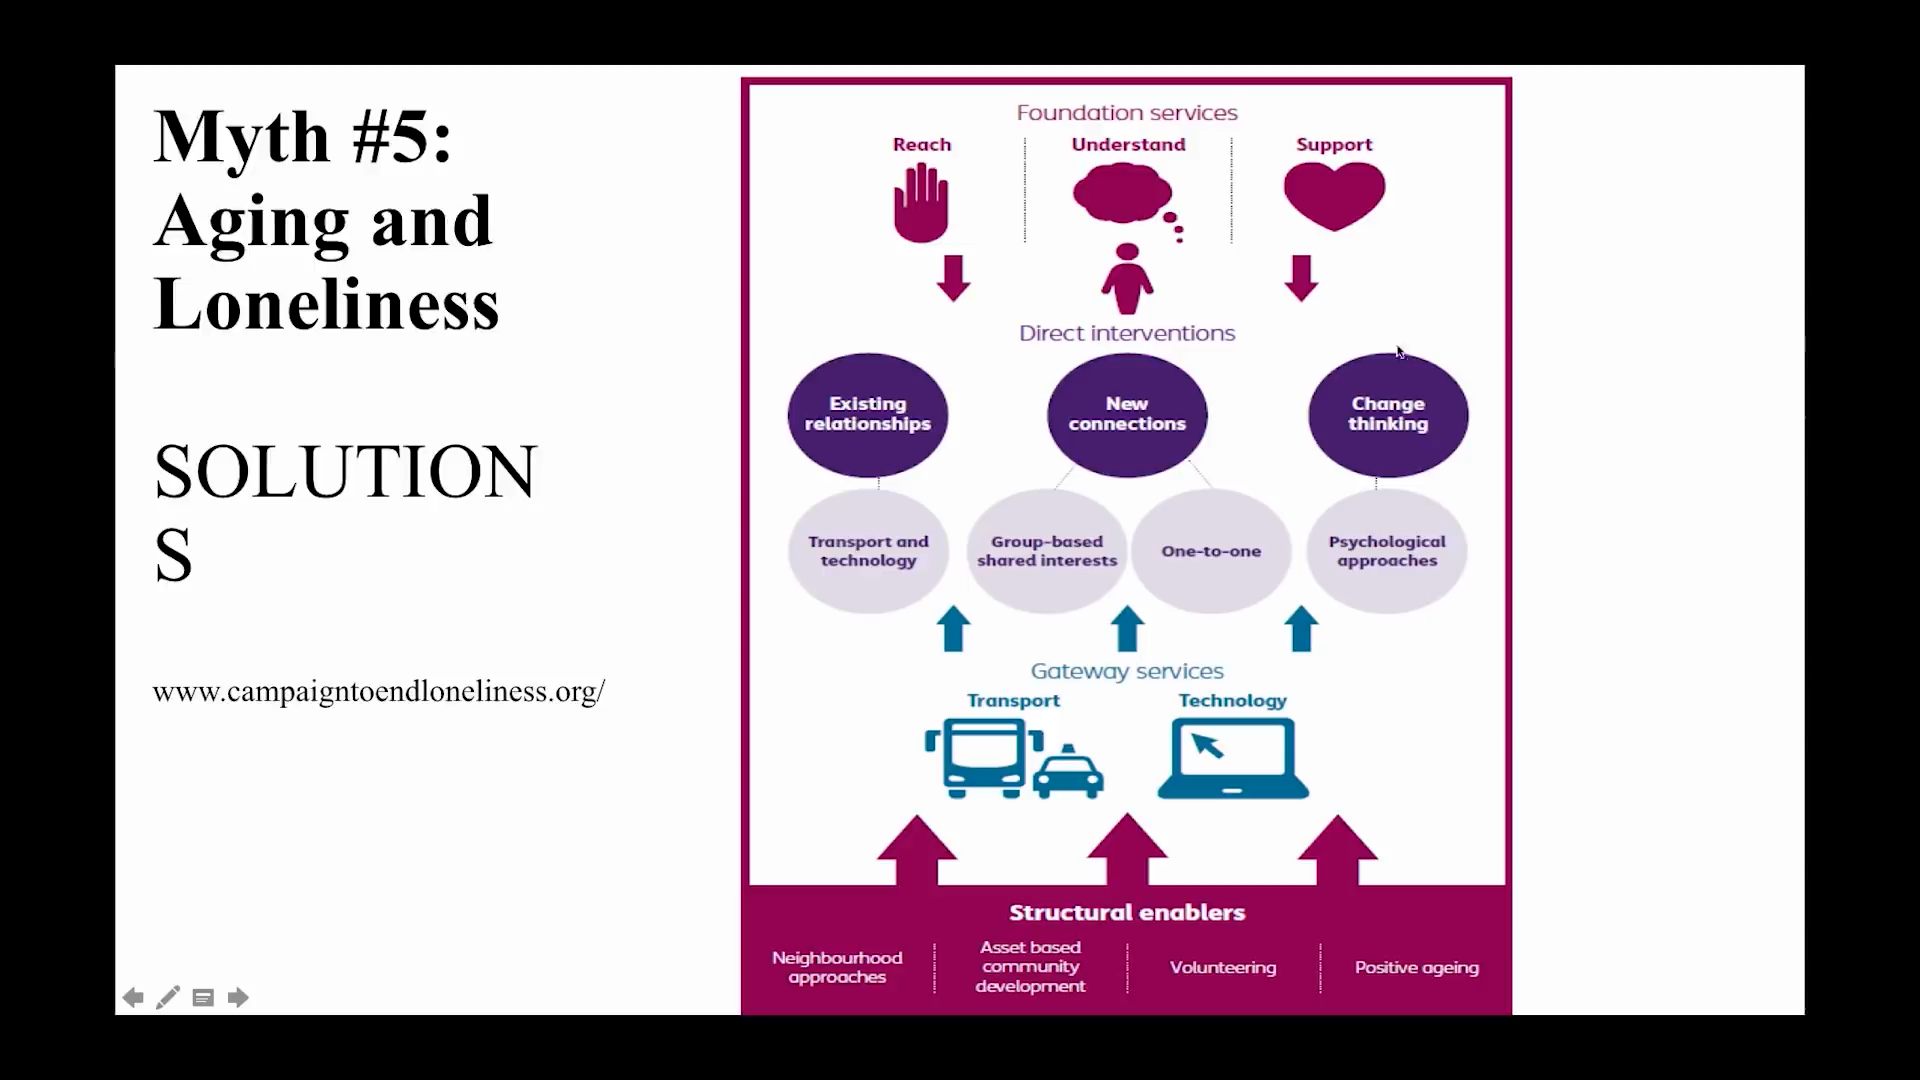 Myth #5:
Aging and
Loneliness
SOLUTION
S
www.campaigntoendloneliness.org/
Foundation services
Reach
Understand
Support
Direct interventions
Existing
relationships
New
connections
Change
thinking
Transport and
technology
Group-based
shared interests
One-to-one
Psychological
approaches
Gateway services
Transport
Technology
Structural enablers
Neighbourhood
approaches
Asset based
community
development
Volunteering
Positive ageing